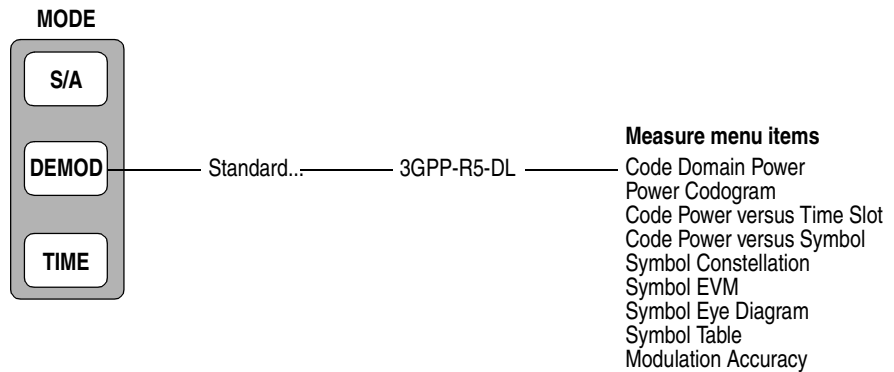 MODE
S/A
DEMOD
Standard...
3GPP-R5-DL
TIME
Measure menu items
Code Domain Power
Power Codogram
Code Power versus Time Slot
Code Power versus Symbol
Symbol Constellation
Symbol EVM
Symbol Eye Diagram
Symbol Table
Modulation Accuracy